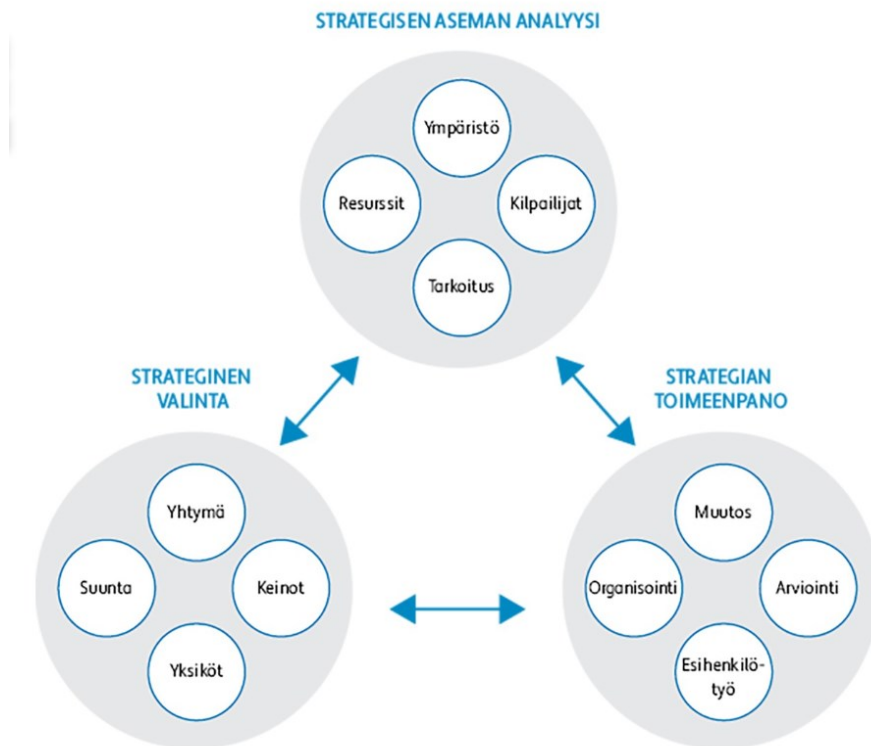 STRATEGISEN ASEMAN ANALYYSI
Ympäristö
Resurssit
Kilpailijat
Tarkoitus
STRATEGINEN
VALINTA
STRATEGIAN
TOIMEENPANO
Yhtymä
Suunta
Keinot
Yksiköt
Muutos
Organisointi
Arviointi
Esihenkilö-
työ